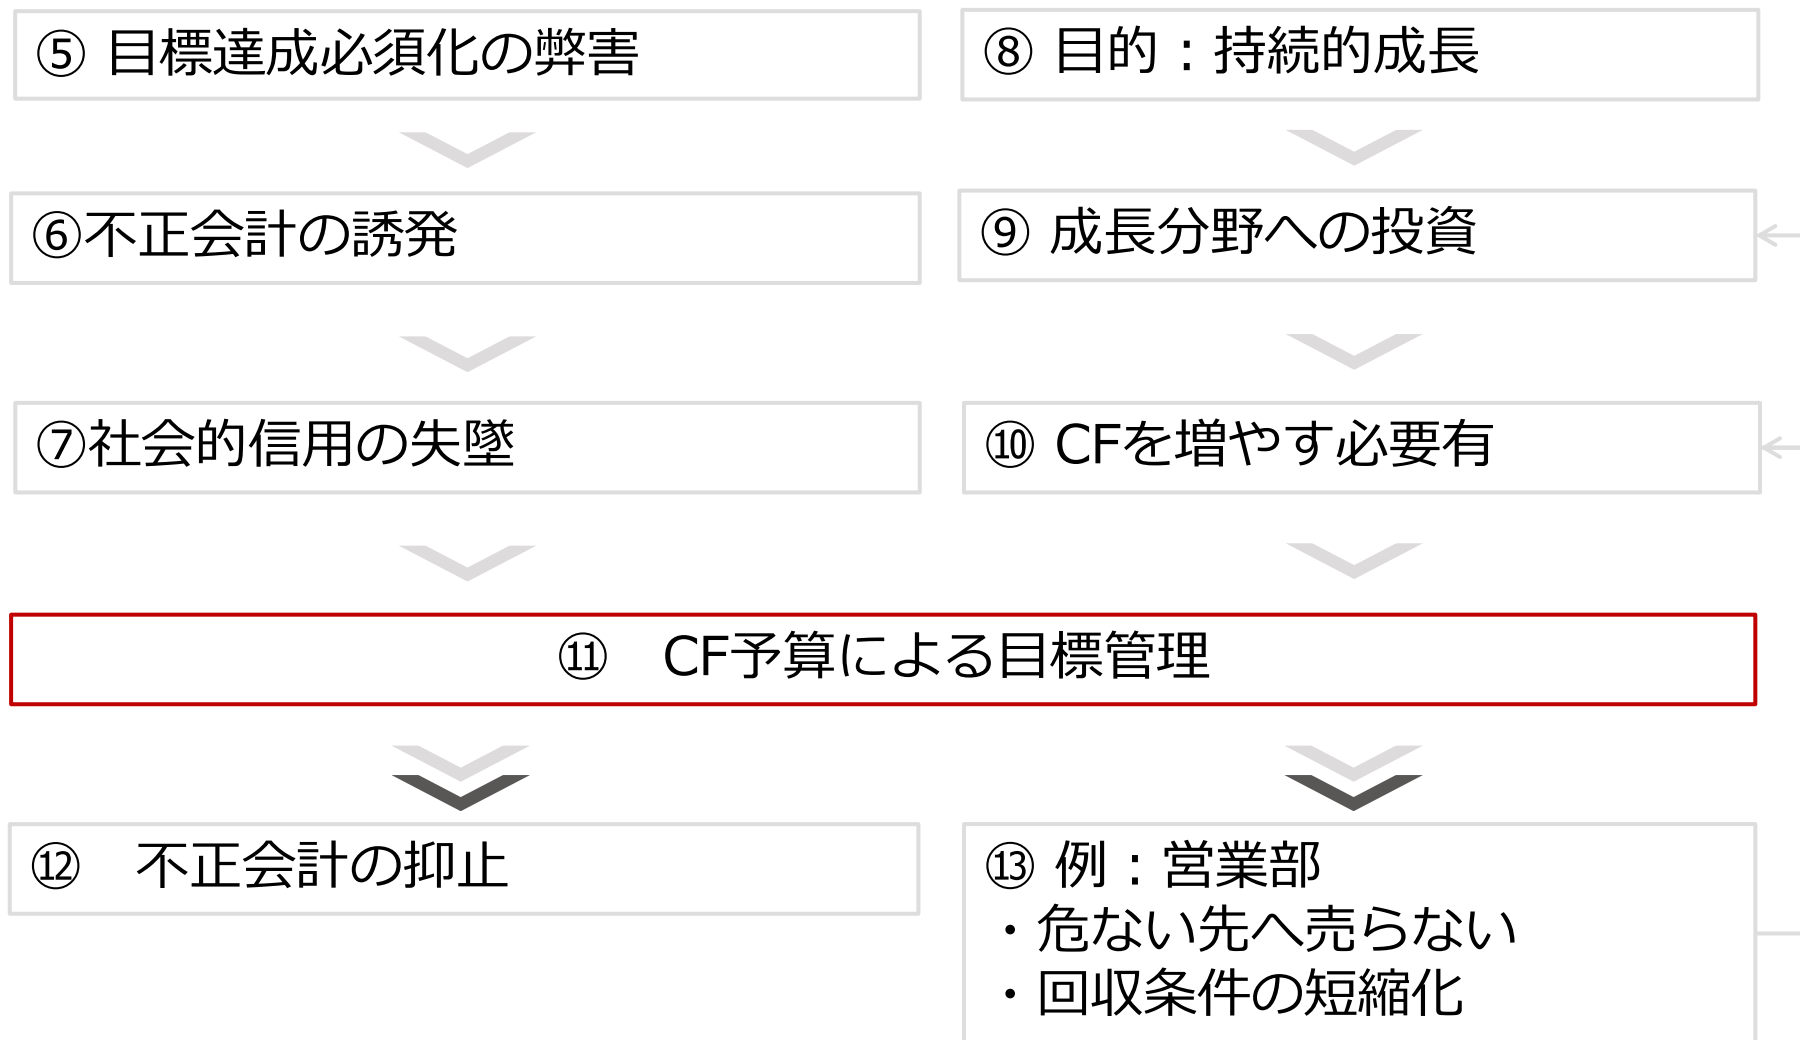 ⑤ 目標達成必須化の弊害
⑥不正会計の誘発
⑦社会的信用の失墜
⑧ 目的：持続的成長
⑨ 成長分野への投資
⑩ CFを増やす必要有
⑪　CF予算による目標管理
⑫　不正会計の抑止
⑬ 例：営業部
・危ない先へ売らない
・回収条件の短縮化